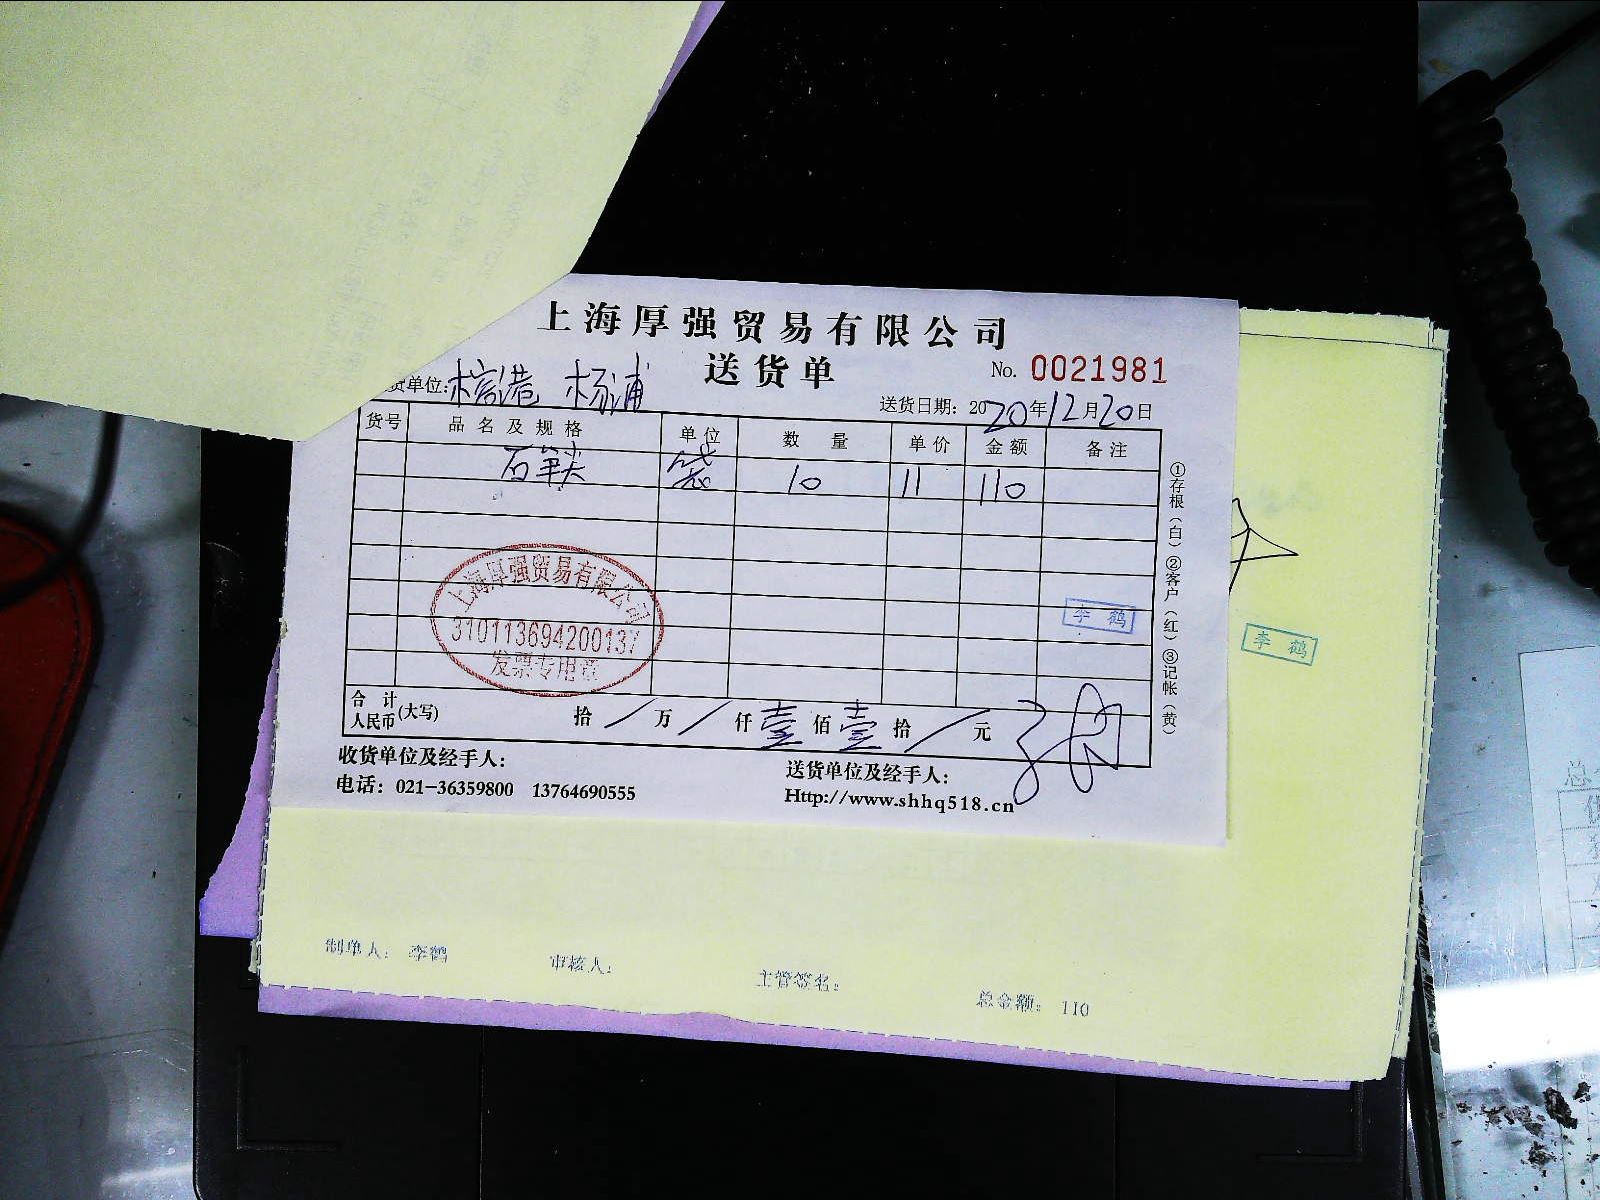 上海厚强贸易有限公司
送货单
No. 0021981
货单位: 杨浦
送货日期: 2020年12月20日
货号 品名及规格 单位 数量 单价 金额 备注
石笔尖 袋 10 11 110
上海厚强贸易有限公司
310113694200137
发票专用章
李鹤
李鹤
合计人民币(大写) 拾/万/仟壹佰壹拾/元
收货单位及经手人:
送货单位及经手人:
电话: 021-36359800 13764690555
Http://www.shhq518.cn
①存根(白) ②客户(红) ③记帐(黄)
制单人: 李鹤 审核人: 主管签名: 总金额: 110